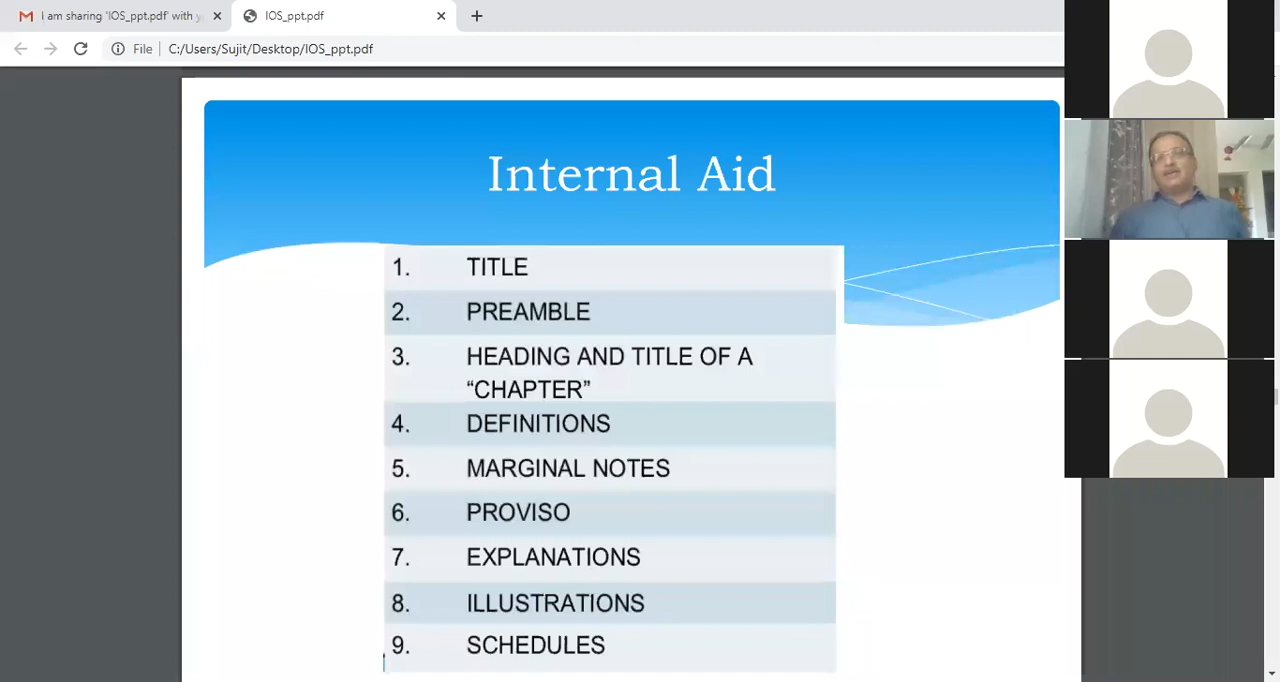 I am sharing 'IOS_ppt.pdf' with
IOS_ppt.pdf
File
C:/Users/Sujit/Desktop/IOS_ppt.pdf
Internal Aid
1. TITLE
2. PREAMBLE
3. HEADING AND TITLE OF A
“CHAPTER”
4. DEFINITIONS
5. MARGINAL NOTES
6. PROVISO
7. EXPLANATIONS
8. ILLUSTRATIONS
9. SCHEDULES